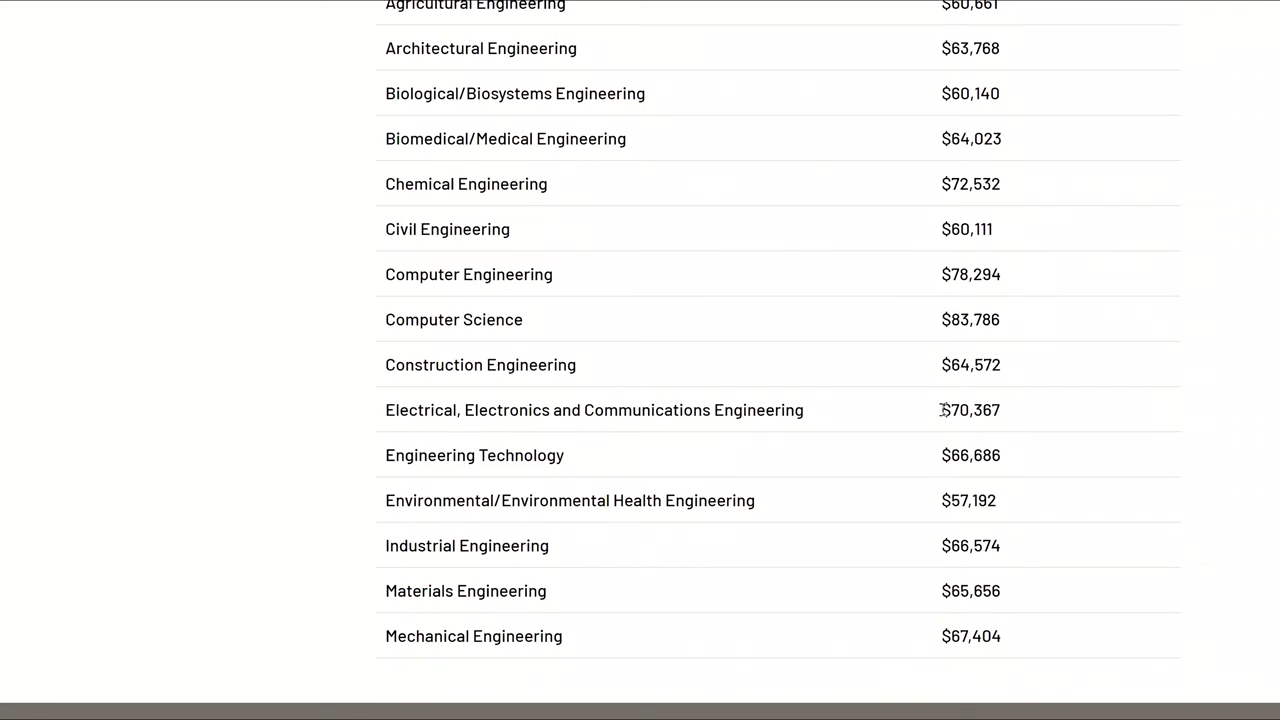 Agricultural Engineering $60,661
Architectural Engineering $63,768
Biological/Biosystems Engineering $60,140
Biomedical/Medical Engineering $64,023
Chemical Engineering $72,532
Civil Engineering $60,111
Computer Engineering $78,294
Computer Science $83,786
Construction Engineering $64,572
Electrical, Electronics and Communications Engineering $70,367
Engineering Technology $66,686
Environmental/Environmental Health Engineering $57,192
Industrial Engineering $66,574
Materials Engineering $65,656
Mechanical Engineering $67,404